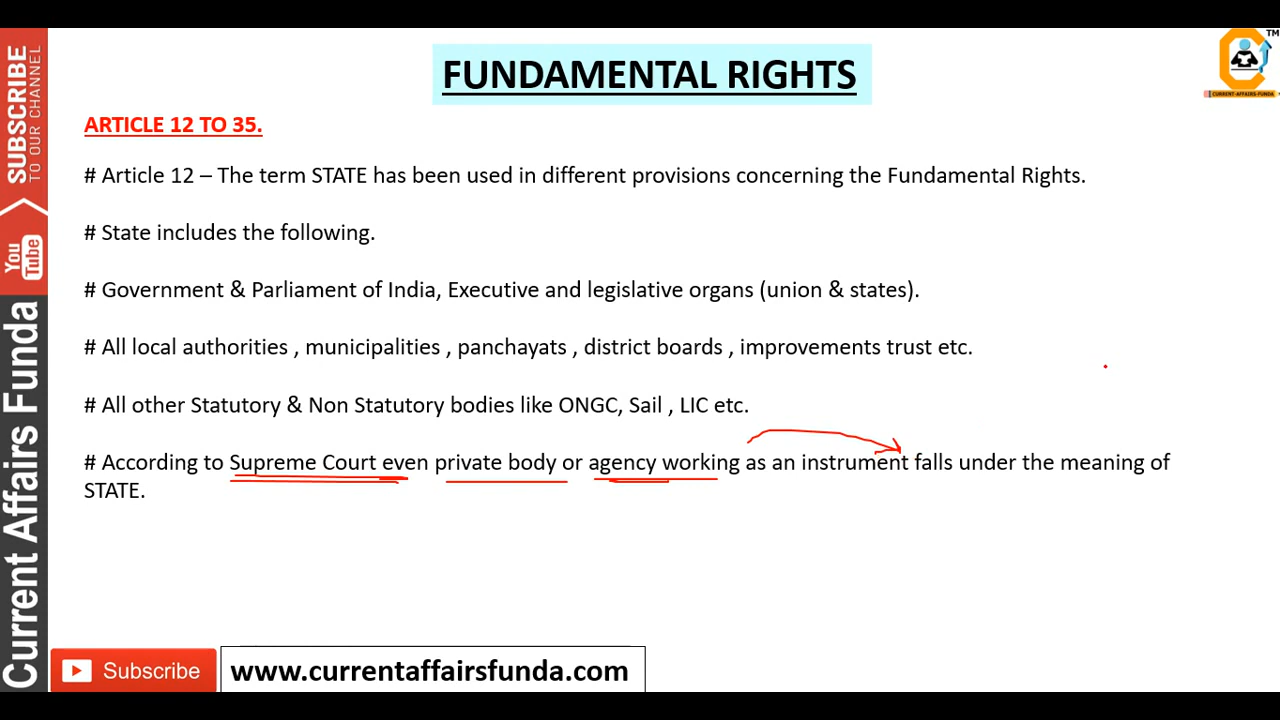 FUNDAMENTAL RIGHTS
ARTICLE 12 TO 35.
# Article 12 – The term STATE has been used in different provisions concerning the Fundamental Rights.
# State includes the following.
# Government & Parliament of India, Executive and legislative organs (union & states).
# All local authorities , municipalities , panchayats , district boards , improvements trust etc.
# All other Statutory & Non Statutory bodies like ONGC, Sail , LIC etc.
# According to Supreme Court even private body or agency working as an instrument falls under the meaning of
STATE.
SUBSCRIBE
TO OUR CHANNEL
You
Tube
Current Affairs Funda
TM
CURRENT-AFFAIRS-FUNDA
Subscribe
www.currentaffairsfunda.com